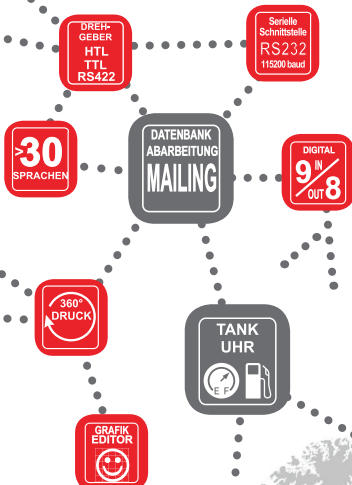 DREH-
GEBER
HTL
TTL
RS422
Serielle
Schnittstelle
RS232
115200 baud
>30
SPRACHEN
DATENBANK
ABARBEITUNG
MAILING
DIGITAL
9 IN
OUT 8
360°
DRUCK
TANK
UHR
E F
GRAFIK
EDITOR